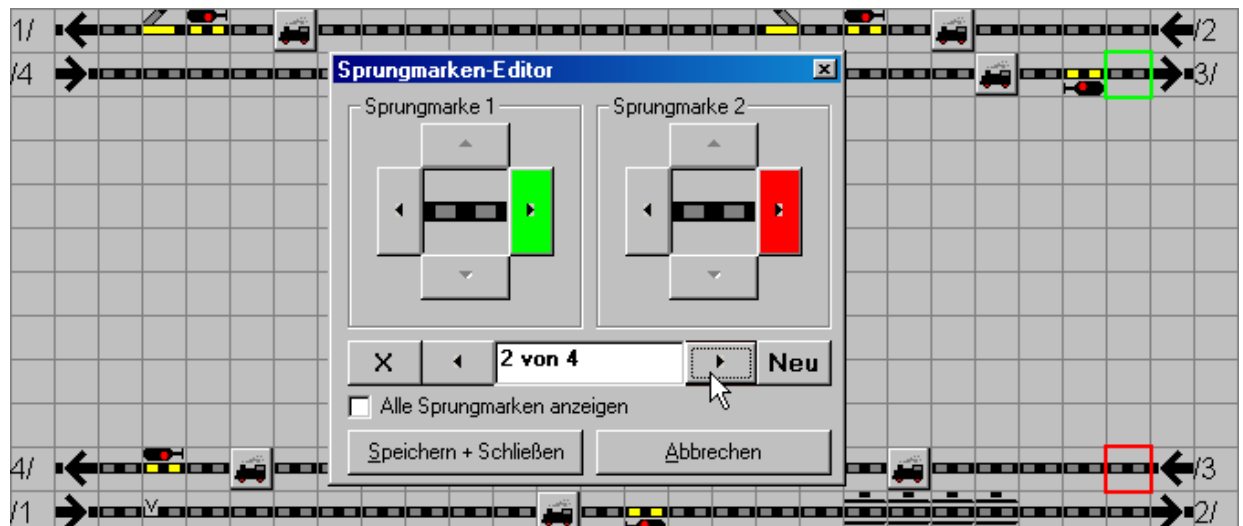 1/
/2
/4
3/
Sprungmarken-Editor
Sprungmarke 1
Sprungmarke 2
X
2 von 4
Neu
Alle Sprungmarken anzeigen
Speichern + Schließen
Abbrechen
4/
/3
/1
V
2/